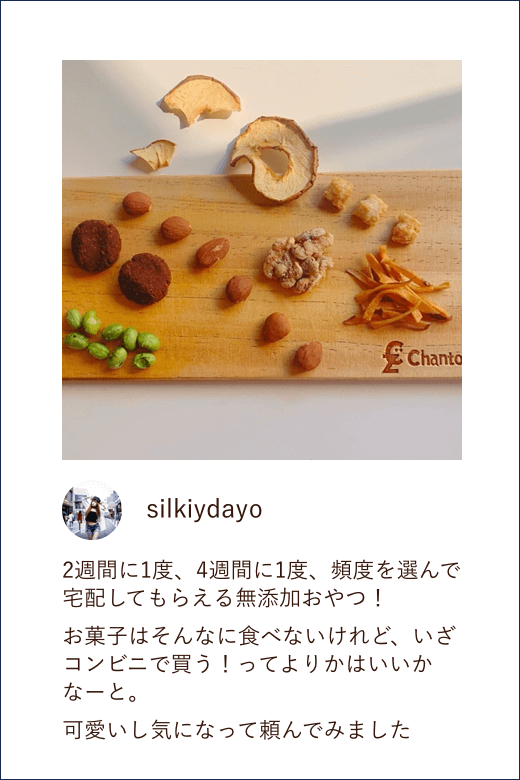 Chanto
silkiydayo
2週間に1度、4週間に1度、頻度を選んで
宅配してもらえる無添加おやつ！
お菓子はそんなに食べないけれど、いざ
コンビニで買う！ってよりかはいいか
なーと。
可愛いし気になって頼んでみました